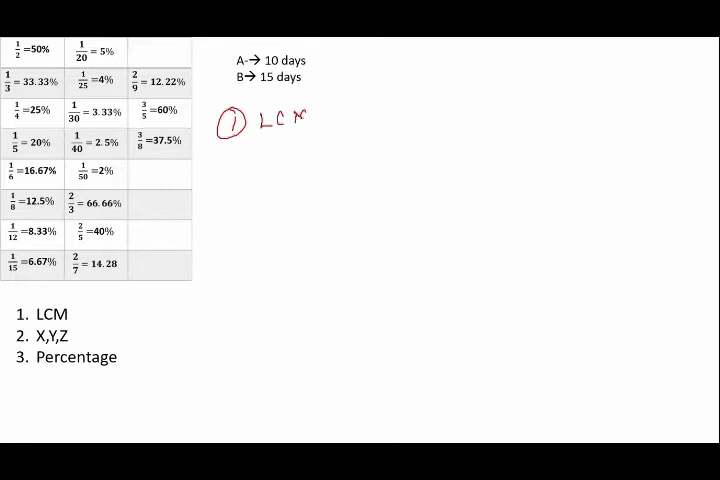 1/2 =50% 1/20 = 5%
1/3 = 33.33% 1/25 =4% 2/9 = 12.22%
1/4 =25% 1/30 = 3.33% 3/5 =60%
1/5 = 20% 1/40 = 2.5% 3/8 =37.5%
1/6 =16.67% 1/50 =2%
1/8 =12.5% 2/3 = 66.66%
1/12 =8.33% 2/5 =40%
1/15 =6.67% 2/7 = 14.28
A-→ 10 days
B→ 15 days
① LCM
1. LCM
2. X,Y,Z
3. Percentage